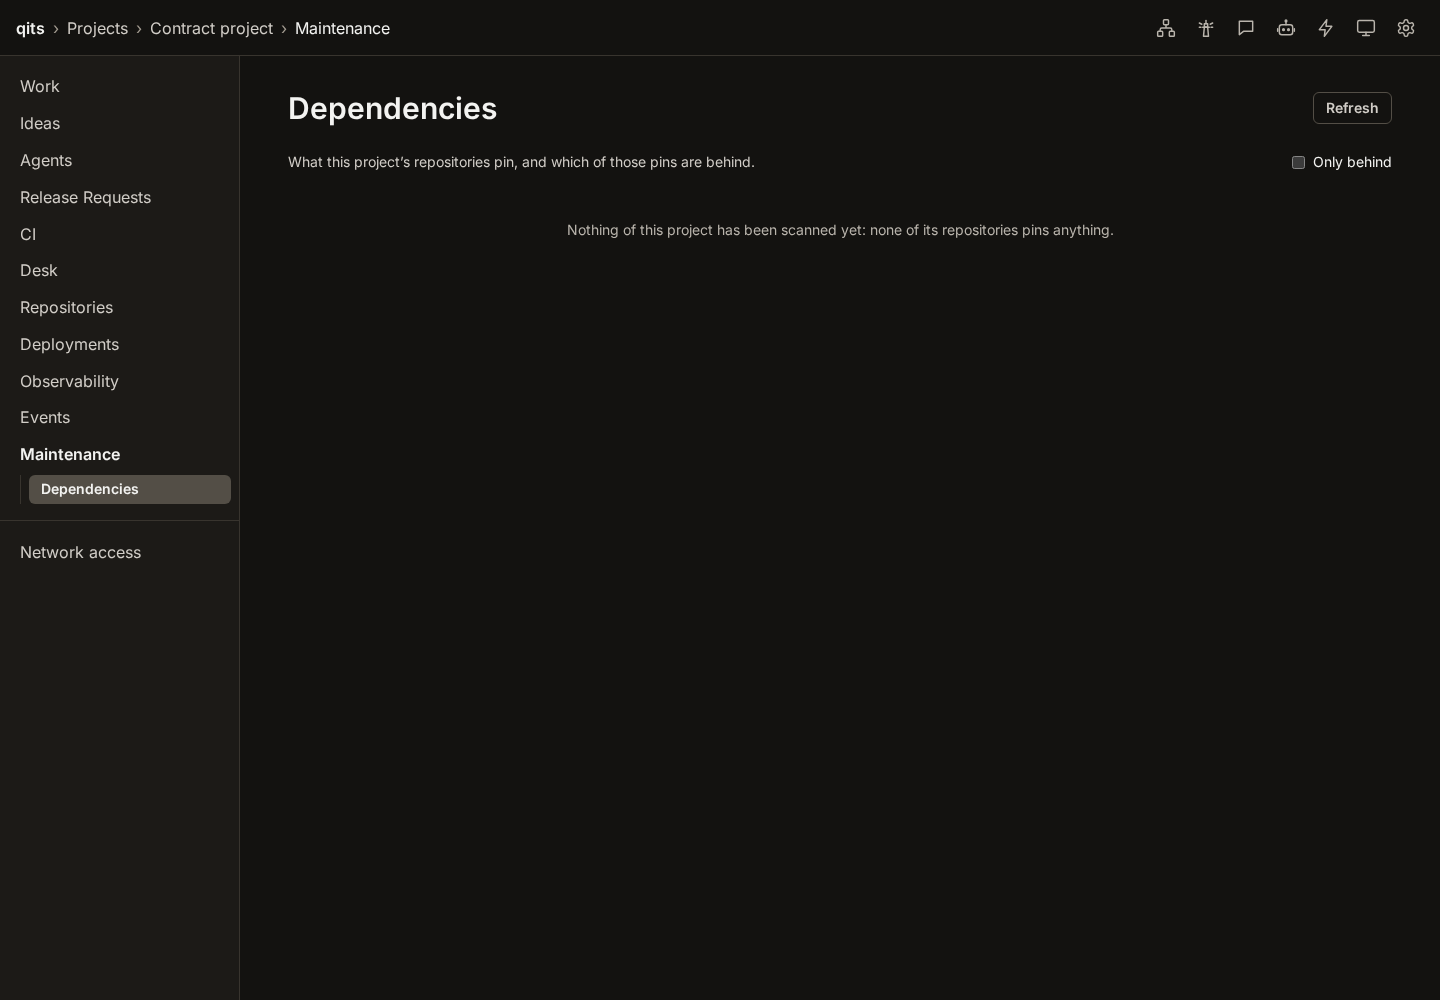 qits › Projects › Contract project › Maintenance
Work
Ideas
Agents
Release Requests
CI
Desk
Repositories
Deployments
Observability
Events
Maintenance
Dependencies
Network access
Dependencies
Refresh
What this project's repositories pin, and which of those pins are behind.
Only behind
Nothing of this project has been scanned yet: none of its repositories pins anything.